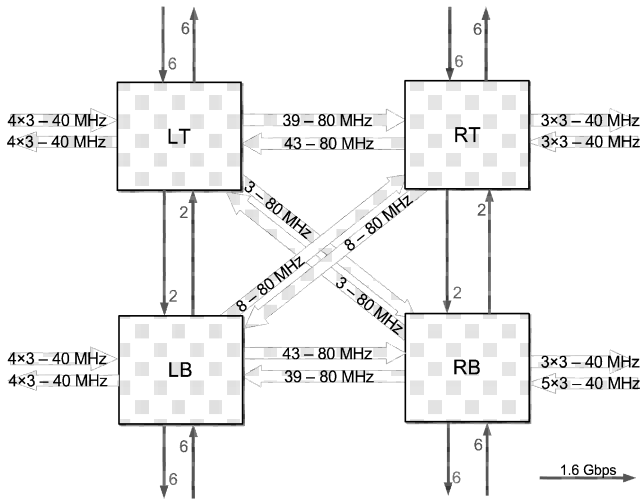 6 6
6 6
4×3 – 40 MHz 39 – 80 MHz 3×3 – 40 MHz
LT RT
4×3 – 40 MHz 43 – 80 MHz 3×3 – 40 MHz
3 – 80 MHz
2 2
8 – 80 MHz
8 – 80 MHz
3 – 80 MHz
2 2
4×3 – 40 MHz 43 – 80 MHz 3×3 – 40 MHz
LB RB
4×3 – 40 MHz 39 – 80 MHz 5×3 – 40 MHz
6 6
1.6 Gbps
6 6